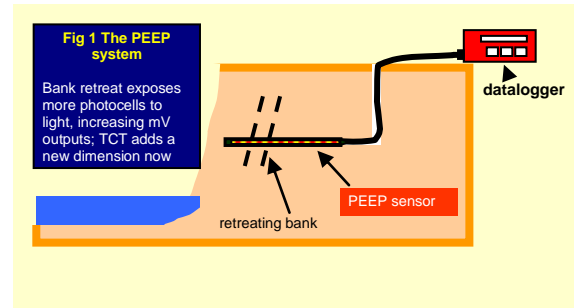 Fig 1 The PEEP
system
Bank retreat exposes
more photocells to
light, increasing mV
outputs; TCT adds a
new dimension now
datalogger
PEEP sensor
retreating bank